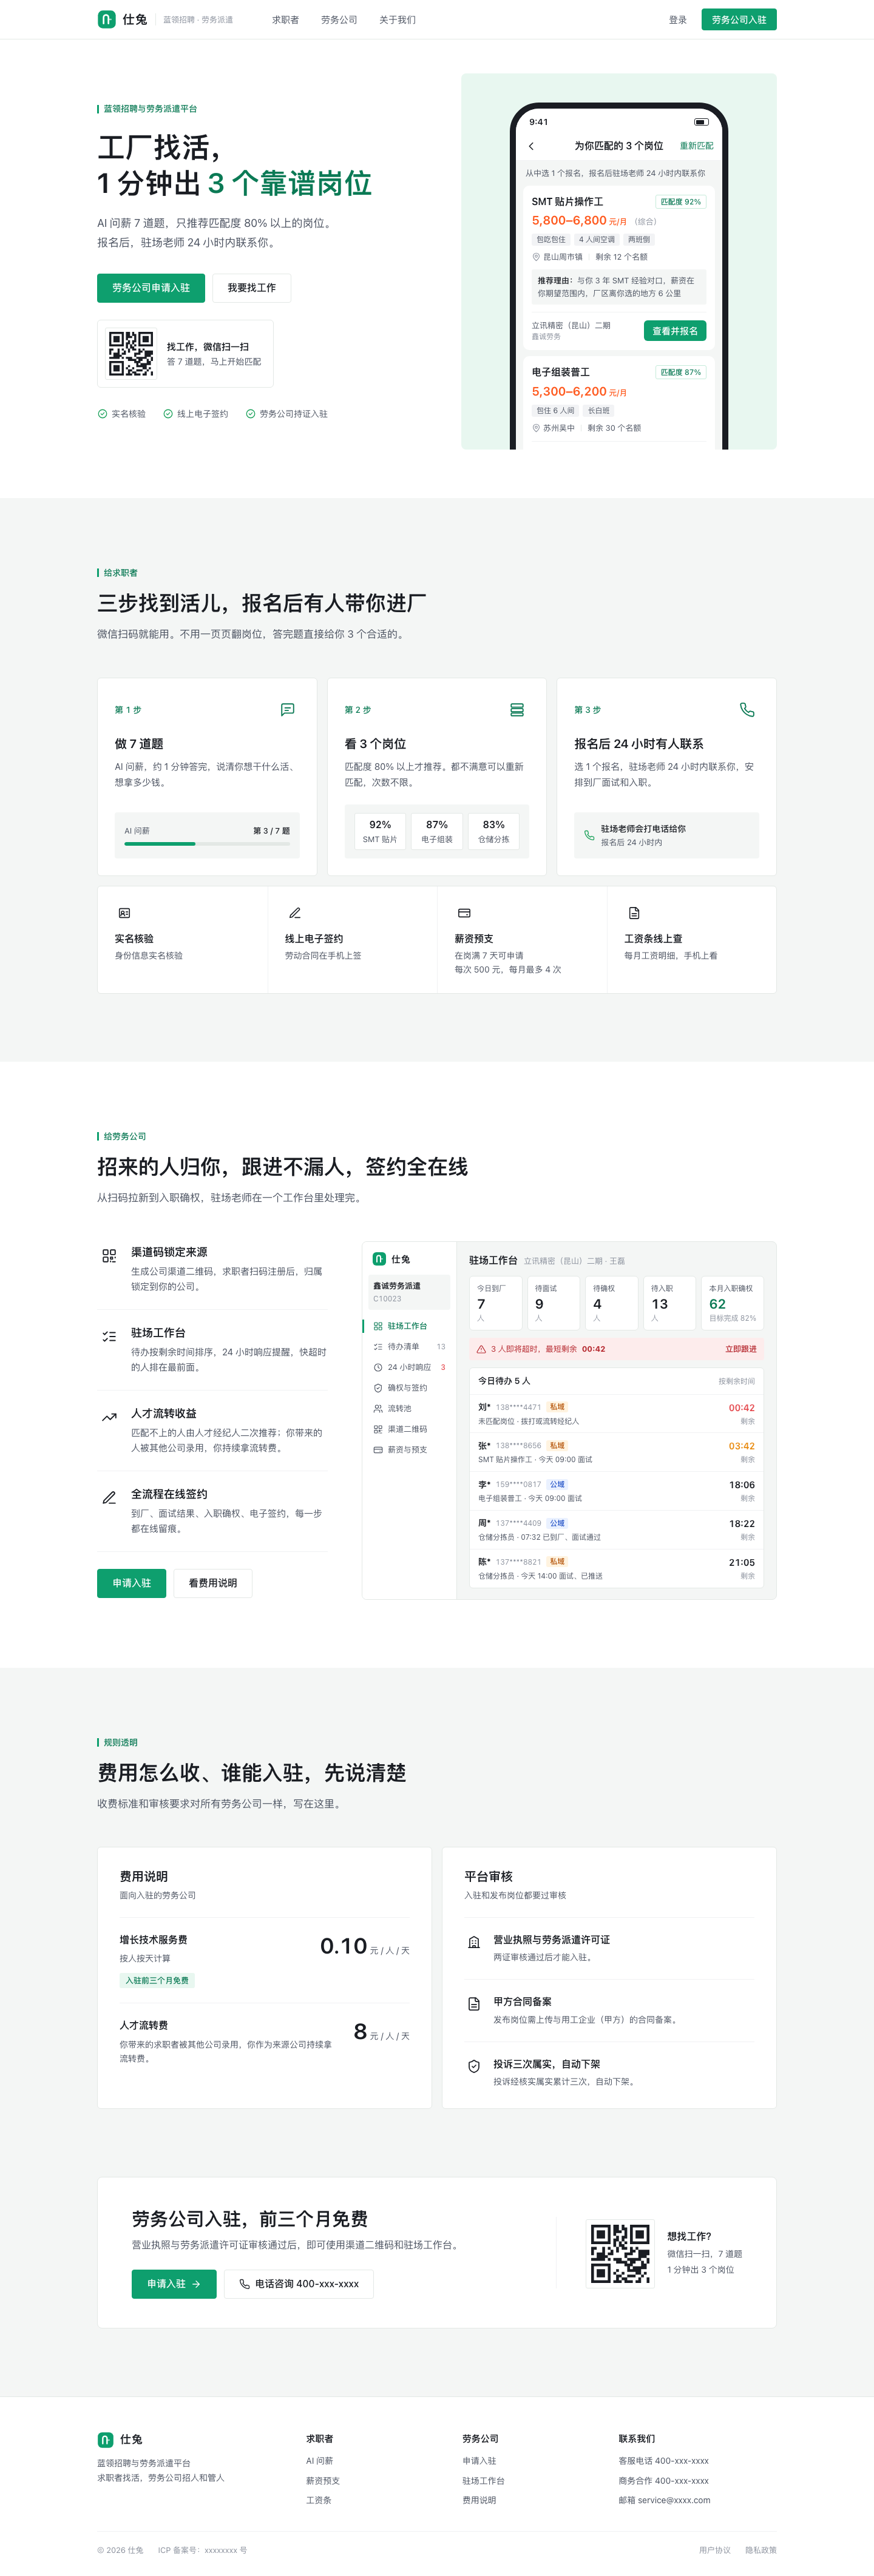 仕兔
蓝领招聘 · 劳务派遣
求职者
劳务公司
关于我们
登录
劳务公司入驻
蓝领招聘与劳务派遣平台
工厂找活，
1 分钟出 3 个靠谱岗位
AI 问薪 7 道题，只推荐匹配度 80% 以上的岗位。
报名后，驻场老师 24 小时内联系你。
劳务公司申请入驻
我要找工作
找工作，微信扫一扫
答 7 道题，马上开始匹配
实名核验
线上电子签约
劳务公司持证入驻
9:41
为你匹配的 3 个岗位
重新匹配
从中选 1 个报名，报名后驻场老师 24 小时内联系你
SMT 贴片操作工
匹配度 92%
5,800–6,800 元/月 （综合）
包吃包住
4 人间空调
两班倒
昆山周市镇
剩余 12 个名额
推荐理由：与你 3 年 SMT 经验对口，薪资在
你期望范围内，厂区离你选的地方 6 公里
立讯精密（昆山）二期
鑫诚劳务
查看并报名
电子组装普工
匹配度 87%
5,300–6,200 元/月
包住 6 人间
长白班
苏州吴中
剩余 30 个名额
给求职者
三步找到活儿，报名后有人带你进厂
微信扫码就能用。不用一页页翻岗位，答完题直接给你 3 个合适的。
第 1 步
做 7 道题
AI 问薪，约 1 分钟答完，说清你想干什么活、
想拿多少钱。
AI 问薪
第 3 / 7 题
第 2 步
看 3 个岗位
匹配度 80% 以上才推荐。都不满意可以重新
匹配，次数不限。
92%
SMT 贴片
87%
电子组装
83%
仓储分拣
第 3 步
报名后 24 小时有人联系
选 1 个报名，驻场老师 24 小时内联系你，安
排到厂面试和入职。
驻场老师会打电话给你
报名后 24 小时内
实名核验
身份信息实名核验
线上电子签约
劳动合同在手机上签
薪资预支
在岗满 7 天可申请
每次 500 元，每月最多 4 次
工资条线上查
每月工资明细，手机上看
给劳务公司
招来的人归你，跟进不漏人，签约全在线
从扫码拉新到入职确权，驻场老师在一个工作台里处理完。
渠道码锁定来源
生成公司渠道二维码，求职者扫码注册后，归属
锁定到你的公司。
驻场工作台
待办按剩余时间排序，24 小时响应提醒，快超时
的人排在最前面。
人才流转收益
匹配不上的人由人才经纪人二次推荐；你带来的
人被其他公司录用，你持续拿流转费。
全流程在线签约
到厂、面试结果、入职确权、电子签约，每一步
都在线留痕。
申请入驻
看费用说明
仕兔
鑫诚劳务派遣
C10023
驻场工作台
待办清单
13
24 小时响应
3
确权与签约
流转池
渠道二维码
薪资与预支
驻场工作台
立讯精密（昆山）二期 · 王磊
今日到厂
7
人
待面试
9
人
待确权
4
人
待入职
13
人
本月入职确权
62
目标完成 82%
3 人即将超时，最短剩余 00:42
立即跟进
今日待办 5 人
按剩余时间
刘* 138****4471 私域
00:42
未匹配岗位 · 拨打或流转经纪人
剩余
张* 138****8656 私域
03:42
SMT 贴片操作工 · 今天 09:00 面试
剩余
李* 159****0817 公域
18:06
电子组装普工 · 今天 09:00 面试
剩余
周* 137****4409 公域
18:22
仓储分拣员 · 07:32 已到厂、面试通过
剩余
陈* 137****8821 私域
21:05
仓储分拣员 · 今天 14:00 面试、已推送
剩余
规则透明
费用怎么收、谁能入驻，先说清楚
收费标准和审核要求对所有劳务公司一样，写在这里。
费用说明
面向入驻的劳务公司
增长技术服务费
按人按天计算
入驻前三个月免费
0.10 元 / 人 / 天
人才流转费
你带来的求职者被其他公司录用，你作为来源公司持续拿
流转费。
8 元 / 人 / 天
平台审核
入驻和发布岗位都要过审核
营业执照与劳务派遣许可证
两证审核通过后才能入驻。
甲方合同备案
发布岗位需上传与用工企业（甲方）的合同备案。
投诉三次属实，自动下架
投诉经核实属实累计三次，自动下架。
劳务公司入驻，前三个月免费
营业执照与劳务派遣许可证审核通过后，即可使用渠道二维码和驻场工作台。
申请入驻
电话咨询 400-xxx-xxxx
想找工作？
微信扫一扫，7 道题
1 分钟出 3 个岗位
仕兔
蓝领招聘与劳务派遣平台
求职者找活，劳务公司招人和管人
求职者
AI 问薪
薪资预支
工资条
劳务公司
申请入驻
驻场工作台
费用说明
联系我们
客服电话 400-xxx-xxxx
商务合作 400-xxx-xxxx
邮箱 service@xxxx.com
© 2026 仕兔
ICP 备案号：xxxxxxxx 号
用户协议
隐私政策